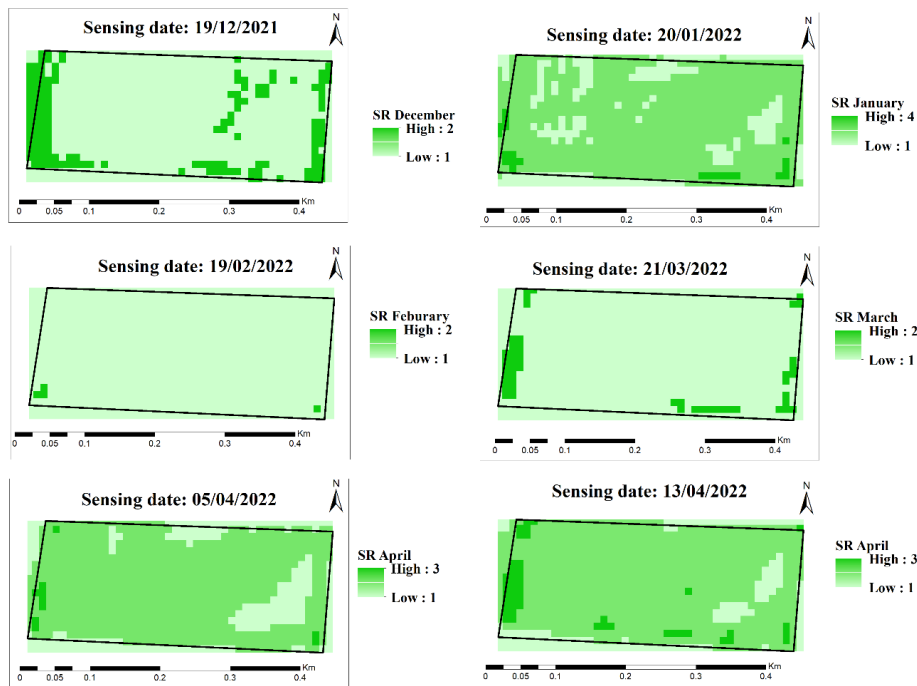 Sensing date: 19/12/2021
N
SR December
High : 2
Low : 1
Km
0 0.05 0.1 0.2 0.3 0.4
Sensing date: 20/01/2022
N
SR January
High : 4
Low : 1
Km
0 0.05 0.1 0.2 0.3 0.4
Sensing date: 19/02/2022
N
SR Feburary
High : 2
Low : 1
Km
0 0.05 0.1 0.2 0.3 0.4
Sensing date: 21/03/2022
N
SR March
High : 2
Low : 1
Km
0 0.05 0.1 0.2 0.3 0.4
Sensing date: 05/04/2022
N
SR April
High : 3
Low : 1
Km
0 0.05 0.1 0.2 0.3 0.4
Sensing date: 13/04/2022
N
SR April
High : 3
Low : 1
Km
0 0.05 0.1 0.2 0.3 0.4